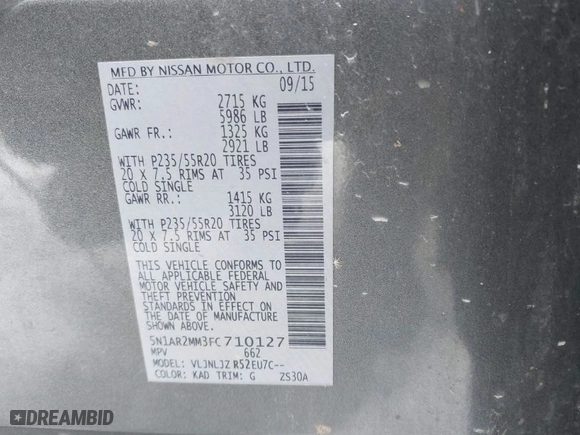 MFD BY NISSAN MOTOR CO., LTD.
DATE: 09/15
GVWR: 2715 KG
5986 LB
GAWR FR.: 1325 KG
2921 LB
WITH P235/55R20 TIRES
20 X 7.5 RIMS AT 35 PSI
COLD SINGLE
GAWR RR.: 1415 KG
3120 LB
WITH P235/55R20 TIRES
20 X 7.5 RIMS AT 35 PSI
COLD SINGLE
THIS VEHICLE CONFORMS TO
ALL APPLICABLE FEDERAL
MOTOR VEHICLE SAFETY AND
THEFT PREVENTION
STANDARDS IN EFFECT ON
THE DATE OF MANUFACTURE
SHOWN ABOVE.
5N1AR2MM3FC710127
MPV 662
MODEL: VLJNLJZ R52EU7C--
COLOR: KAD TRIM: G 2S30A
DREAMBID